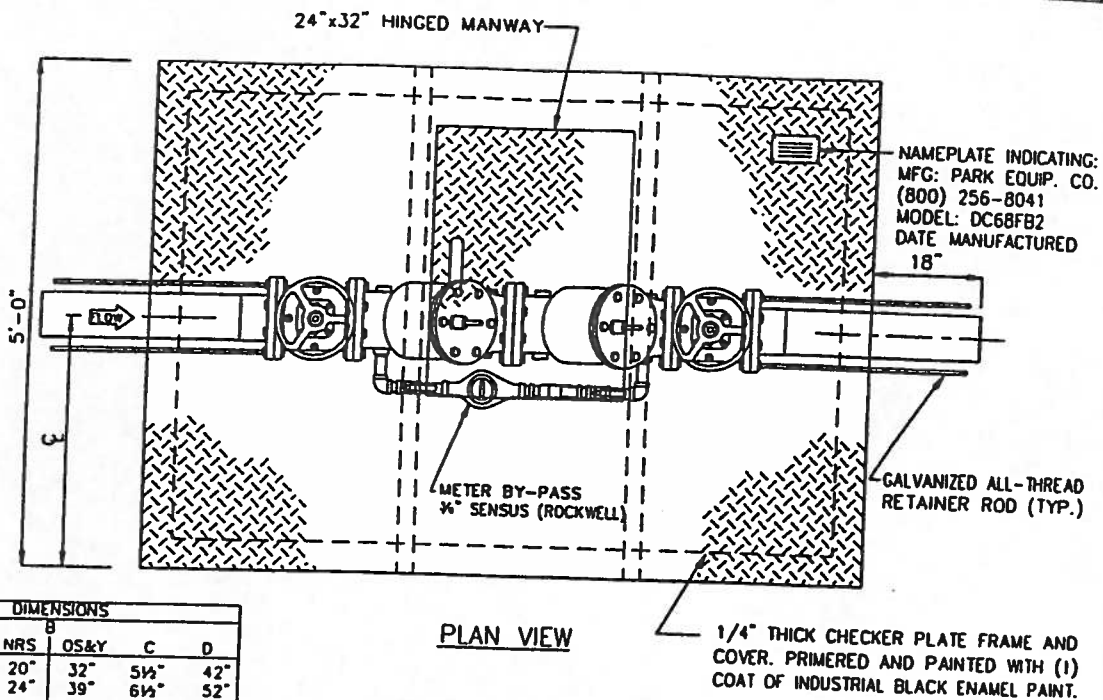 24"x32" HINGED MANWAY
NAMEPLATE INDICATING:
MFG: PARK EQUIP. CO.
(800) 256-8041
MODEL: DC68FB2
DATE MANUFACTURED
18"
5'-0"
FLOW
3
METER BY-PASS
SENSUS (ROCKWELL)
GALVANIZED ALL-THREAD
RETAINER ROD (TYP.)
PLAN VIEW
1/4" THICK CHECKER PLATE FRAME AND
COVER. PRIMERED AND PAINTED WITH (1)
COAT OF INDUSTRIAL BLACK ENAMEL PAINT.
DIMENSIONS
B
NRS OS&Y C D
20" 32" 5½" 42"
24" 39" 6½" 52"